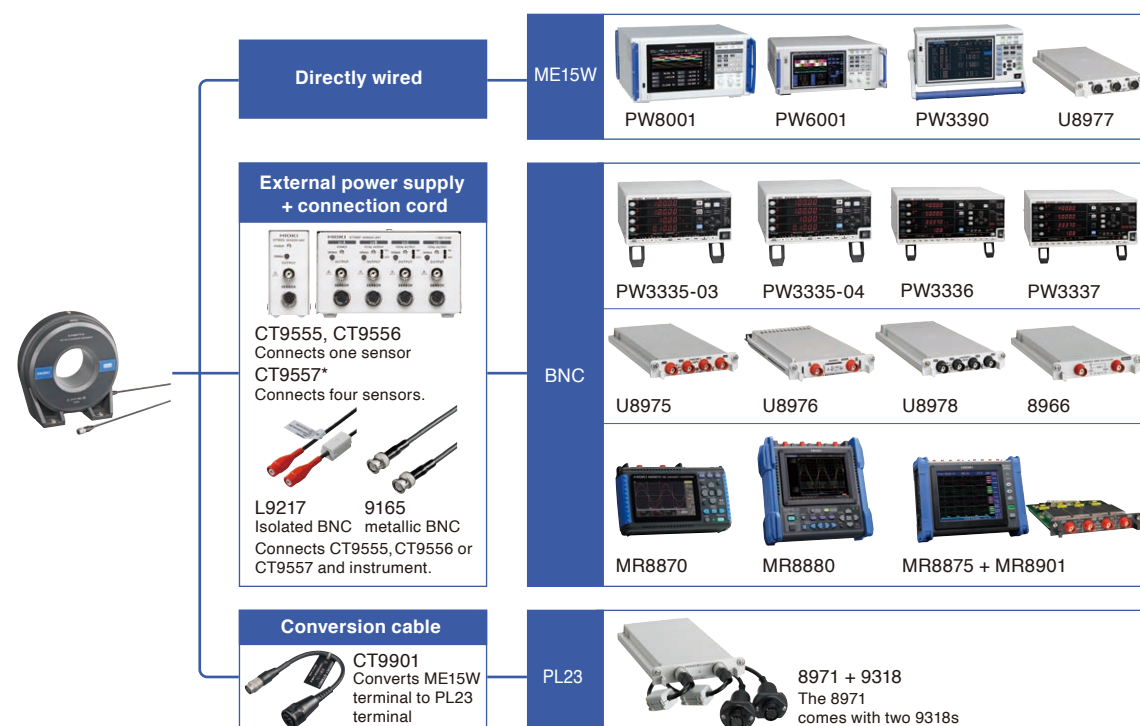 Directly wired
ME15W
PW8001
PW6001
PW3390
U8977
External power supply
+ connection cord
CT9555, CT9556
Connects one sensor
CT9557*
Connects four sensors.
L9217
Isolated BNC
9165
metallic BNC
Connects CT9555, CT9556 or
CT9557 and instrument.
BNC
PW3335-03
PW3335-04
PW3336
PW3337
U8975
U8976
U8978
8966
MR8870
MR8880
MR8875 + MR8901
Conversion cable
CT9901
Converts ME15W
terminal to PL23
terminal
PL23
8971 + 9318
The 8971
comes with two 9318s